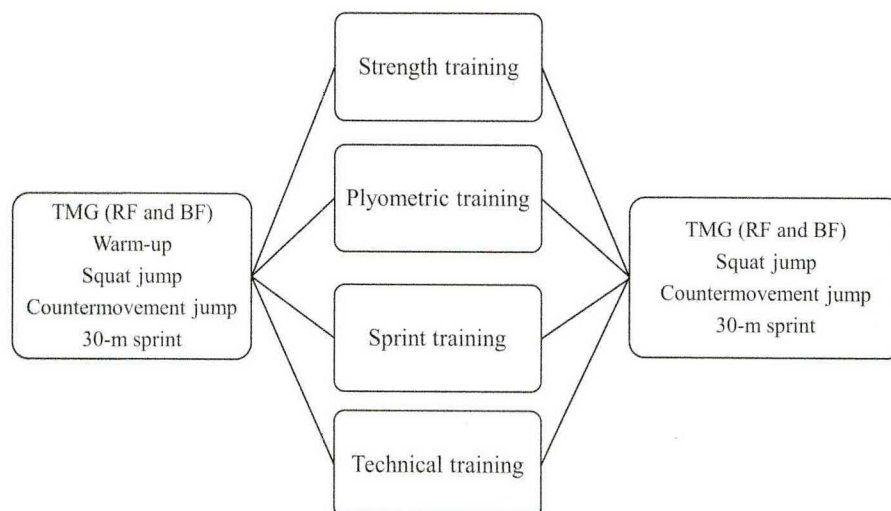 TMG (RF and BF)
Warm-up
Squat jump
Countermovement jump
30-m sprint
Strength training
Plyometric training
Sprint training
Technical training
TMG (RF and BF)
Squat jump
Countermovement jump
30-m sprint